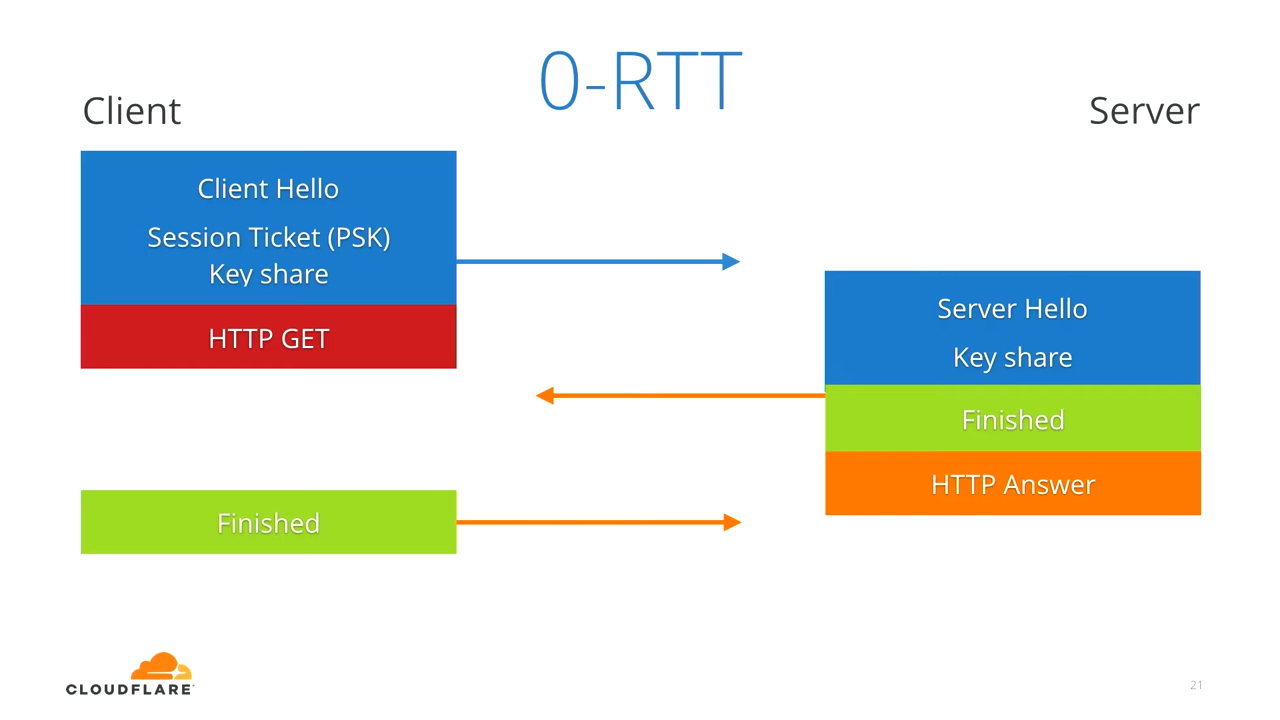 0-RTT
Client
Server
Client Hello
Session Ticket (PSK)
Key share
HTTP GET
Server Hello
Key share
Finished
HTTP Answer
Finished
CLOUDFLARE
21